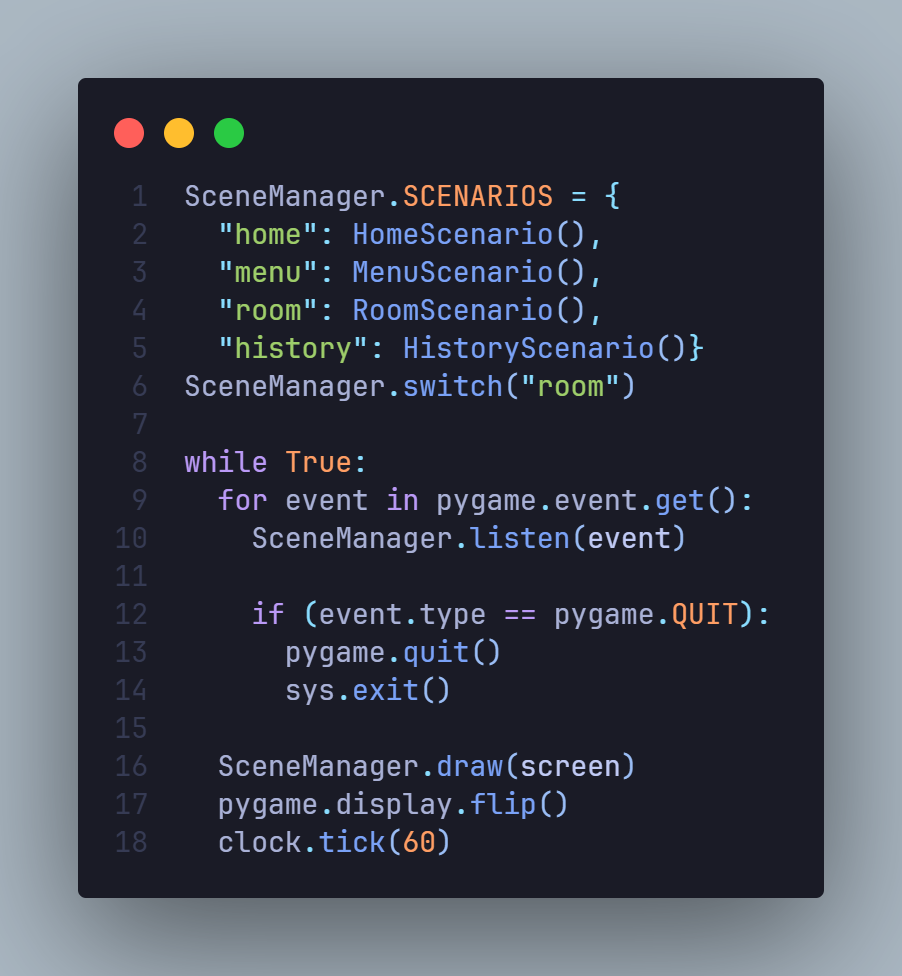 1 SceneManager.SCENARIOS = {
2   "home": HomeScenario(),
3   "menu": MenuScenario(),
4   "room": RoomScenario(),
5   "history": HistoryScenario()}
6 SceneManager.switch("room")
7
8 while True:
9   for event in pygame.event.get():
10     SceneManager.listen(event)
11
12     if (event.type == pygame.QUIT):
13       pygame.quit()
14       sys.exit()
15
16   SceneManager.draw(screen)
17   pygame.display.flip()
18   clock.tick(60)